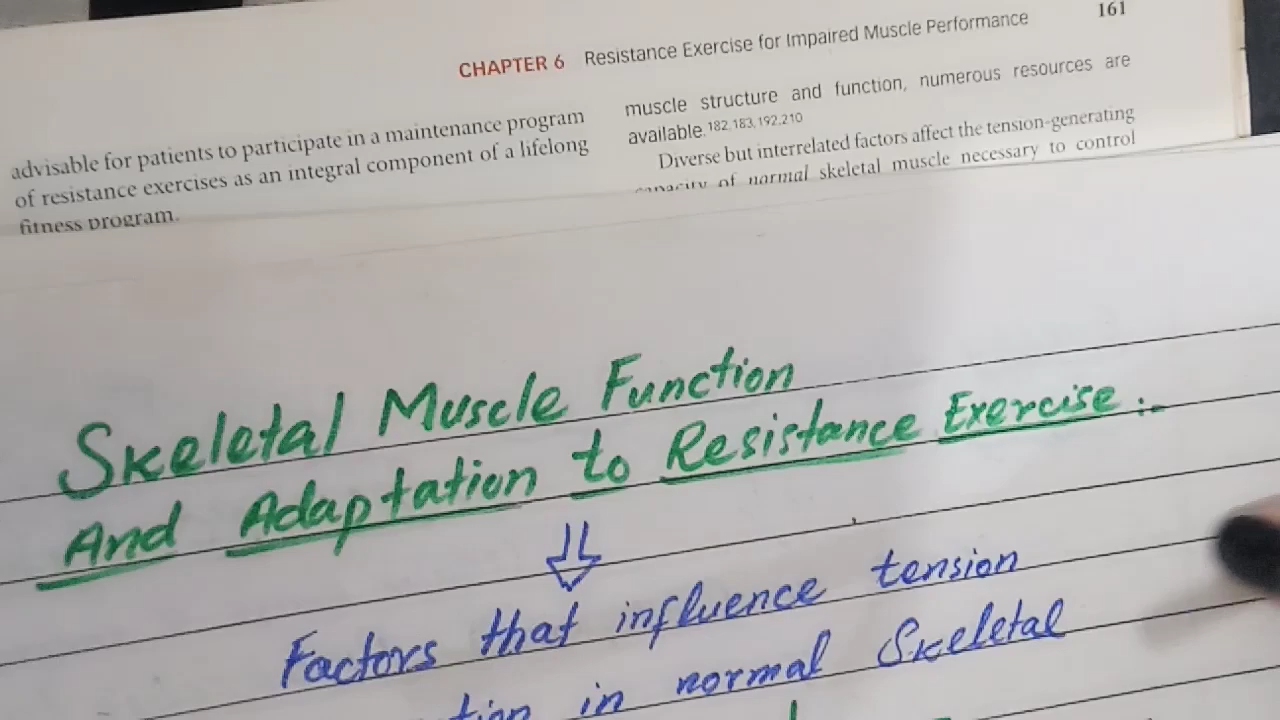 CHAPTER 6 Resistance Exercise for Impaired Muscle Performance 161
advisable for patients to participate in a maintenance program
of resistance exercises as an integral component of a lifelong
fitness program.
muscle structure and function, numerous resources are
available.182,183,192,210
Diverse but interrelated factors affect the tension-generating
capacity of normal skeletal muscle necessary to control
Skeletal Muscle Function
And Adaptation to Resistance Exercise:-
Factors that influence tension
in normal Skeletal